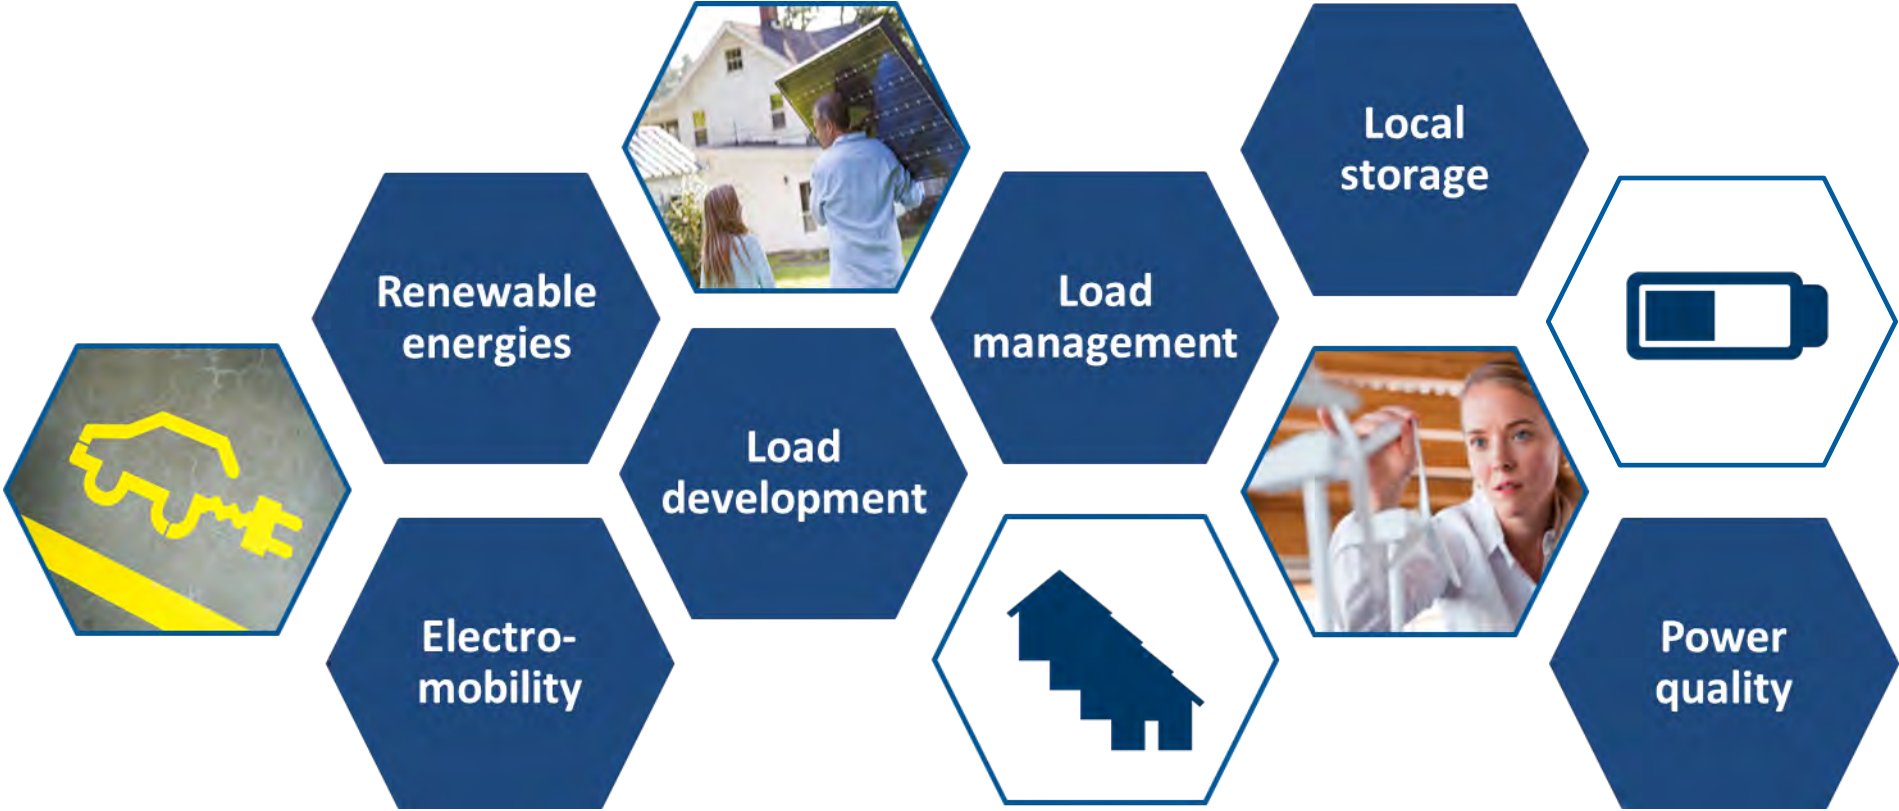 Renewable
energies
Electro-
mobility
Load
development
Load
management
Local
storage
Power
quality